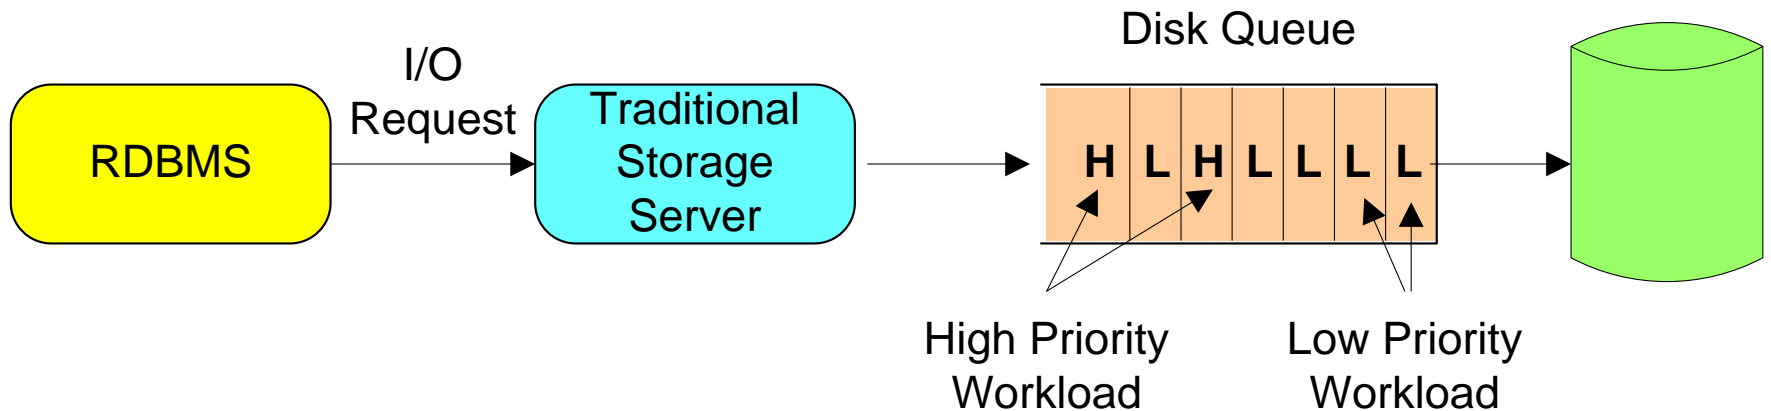 Disk Queue
I/O
Request
RDBMS
Traditional
Storage
Server
H L H L L L L
High Priority
Workload
Low Priority
Workload